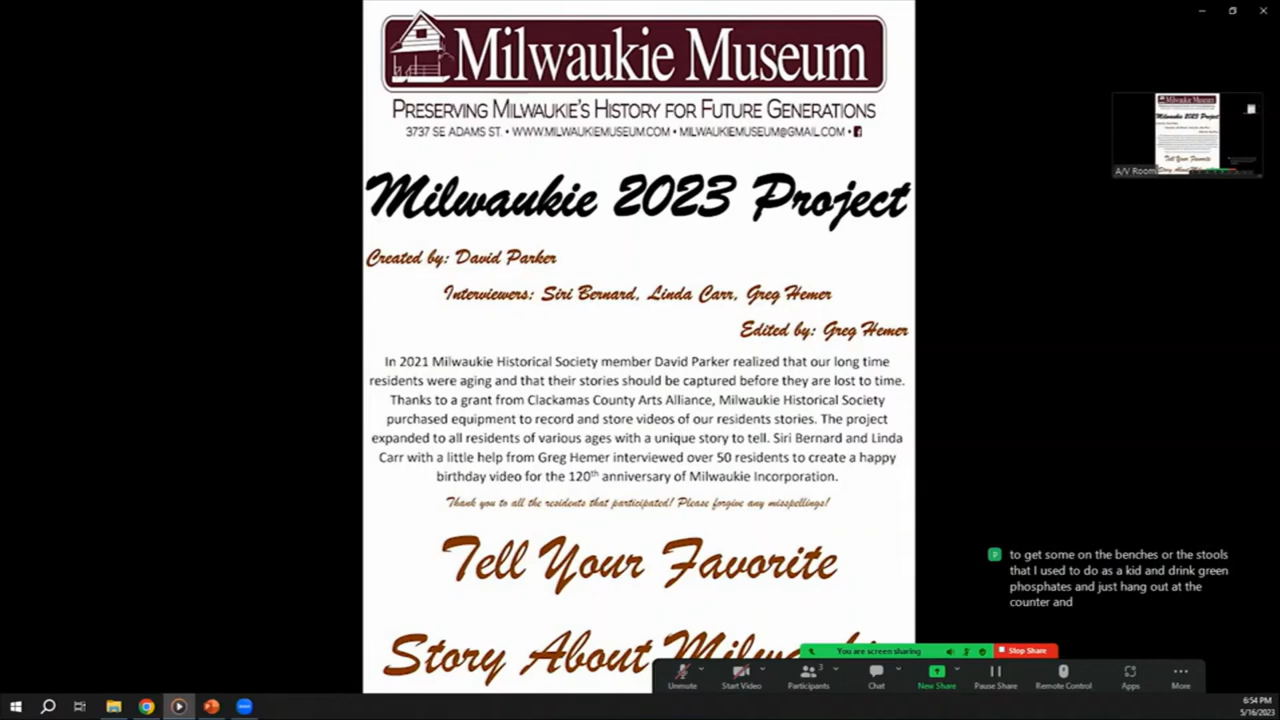 Milwaukie Museum
PRESERVING MILWAUKIE'S HISTORY FOR FUTURE GENERATIONS
3737 SE ADAMS ST. • WWW.MILWAUKIEMUSEUM.COM • MILWAUKIEMUSEUM@GMAIL.COM •
Milwaukie 2023 Project
Created by: David Parker
Interviewers: Siri Bernard, Linda Carr, Greg Hemer
Edited by: Greg Hemer
In 2021 Milwaukie Historical Society member David Parker realized that our long time
residents were aging and that their stories should be captured before they are lost to time.
Thanks to a grant from Clackamas County Arts Alliance, Milwaukie Historical Society
purchased equipment to record and store videos of our residents stories. The project
expanded to all residents of various ages with a unique story to tell. Siri Bernard and Linda
Carr with a little help from Greg Hemer interviewed over 50 residents to create a happy
birthday video for the 120th anniversary of Milwaukie Incorporation.
Thank you to all the residents that participated! Please forgive any misspellings!
Tell Your Favorite
Story About
A/V Room
to get some on the benches or the stools
that I used to do as a kid and drink green
phosphates and just hang out at the
counter and
You are screen sharing
Stop Share
Unmute
Start Video
Participants
3
Chat
New Share
Pause Share
Remote Control
Apps
More
6:54 PM
5/16/2023